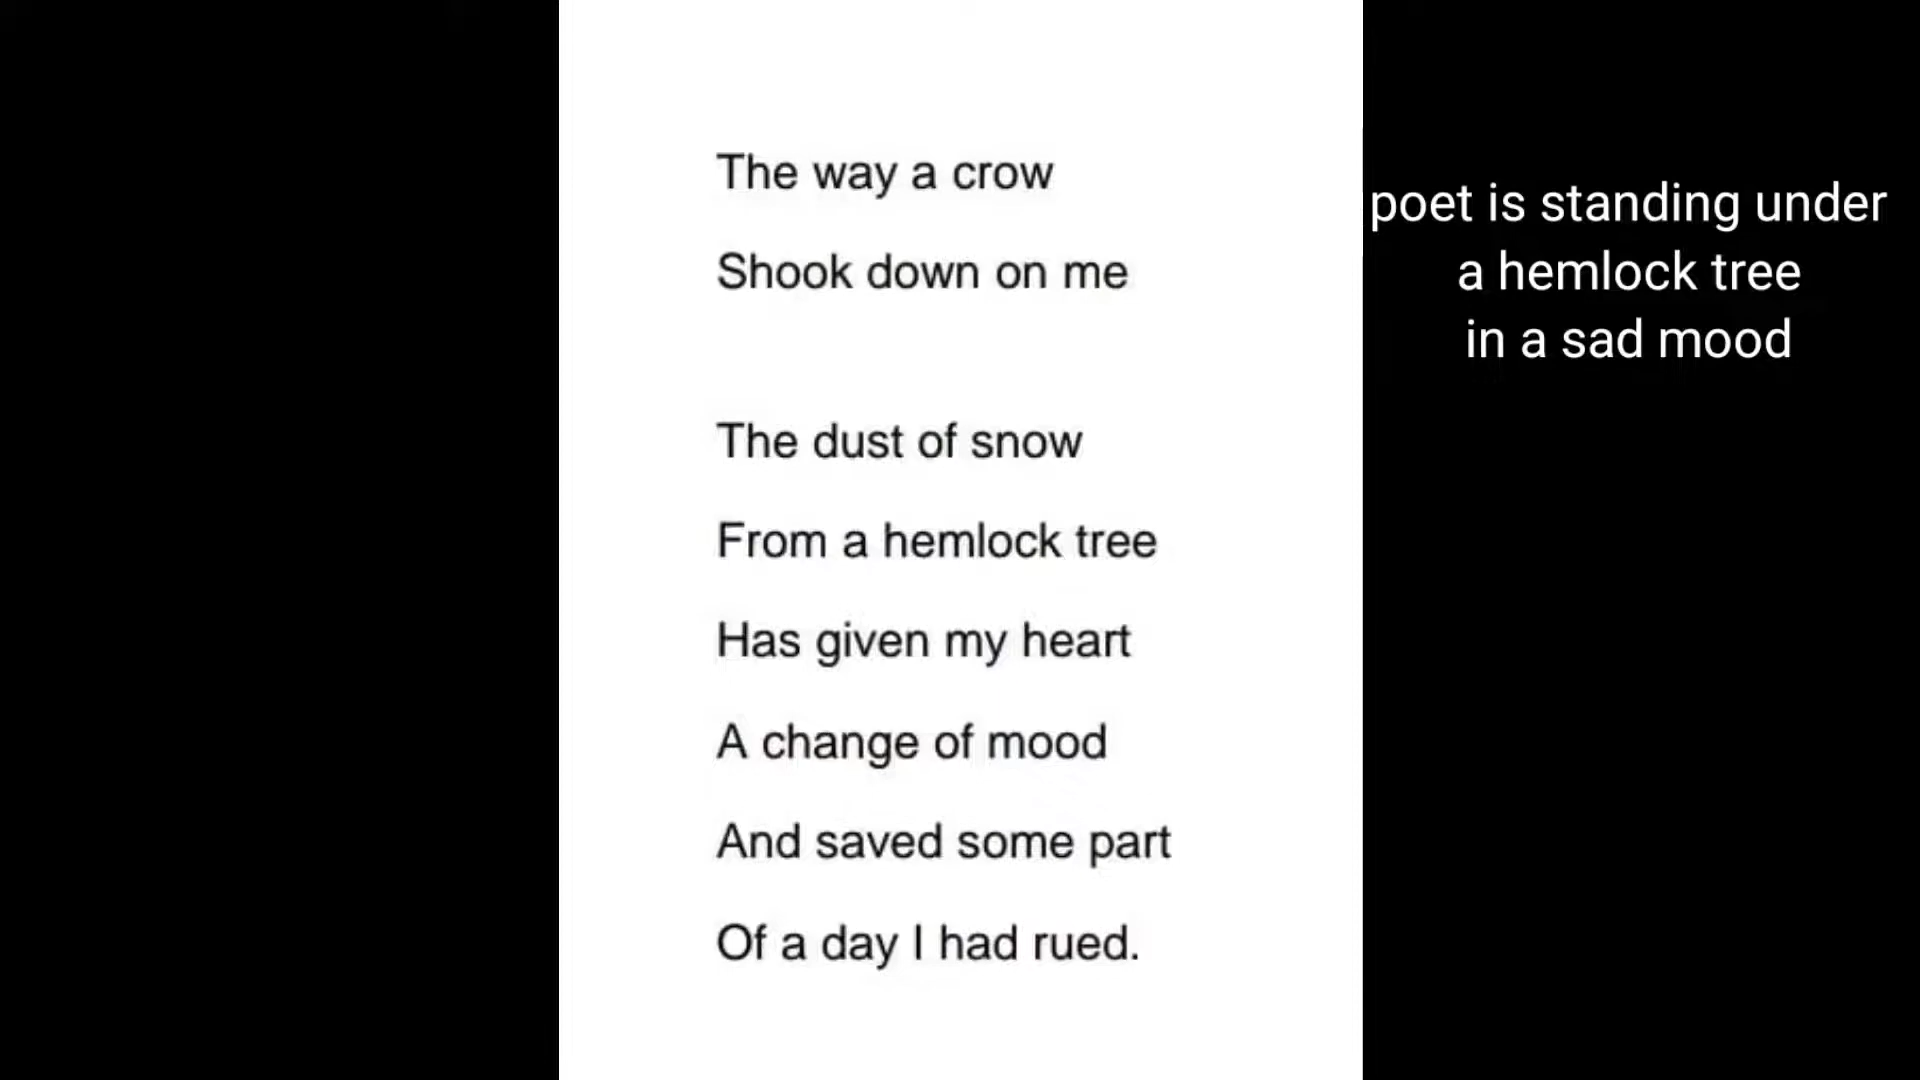 The way a crow
Shook down on me
The dust of snow
From a hemlock tree
Has given my heart
A change of mood
And saved some part
Of a day I had rued.
poet is standing under
a hemlock tree
in a sad mood